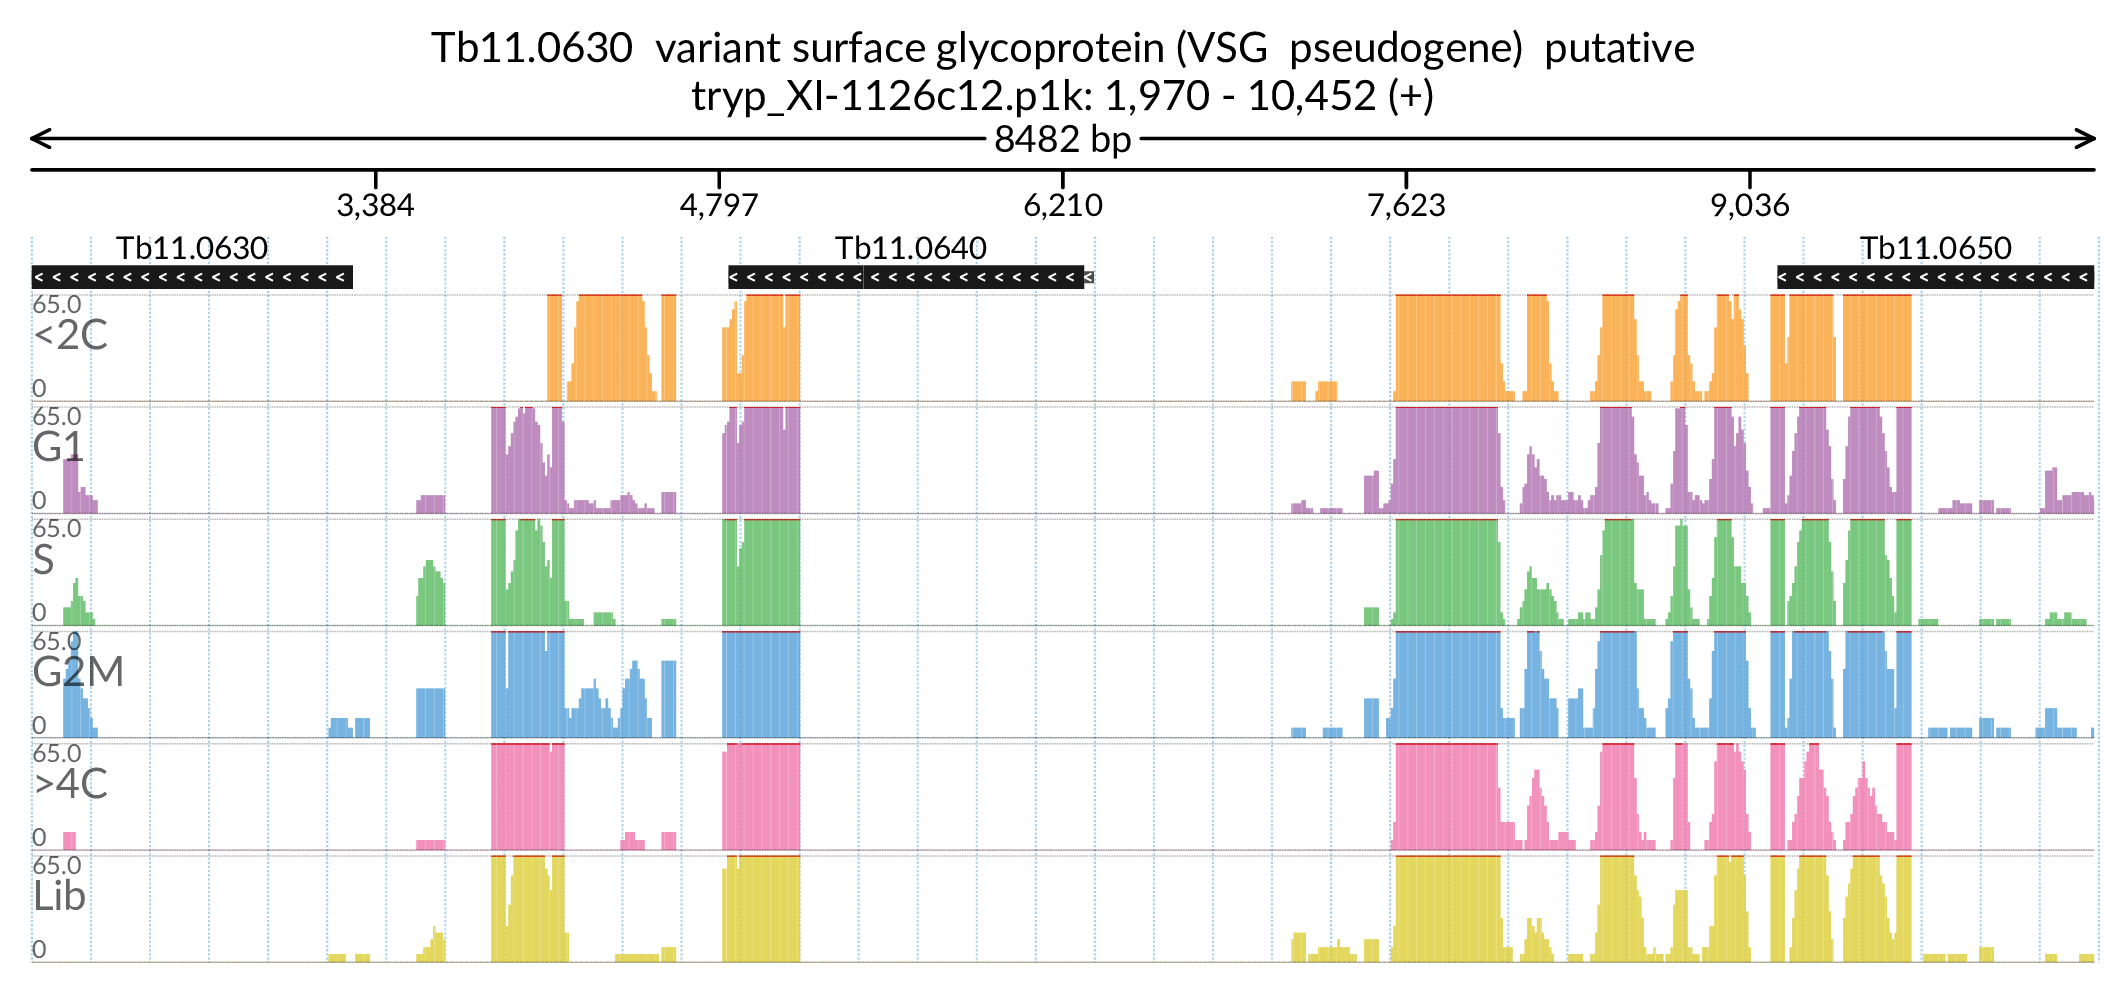 Tb11.0630 variant surface glycoprotein (VSG pseudogene) putative
tryp_XI-1126c12.p1k: 1,970 - 10,452 (+)
8482 bp
3,384 4,797 6,210 7,623 9,036
Tb11.0630 Tb11.0640 Tb11.0650
65.0
<2C
0
65.0
G1
0
65.0
S
0
65.0
G2M
0
65.0
>4C
0
65.0
Lib
0